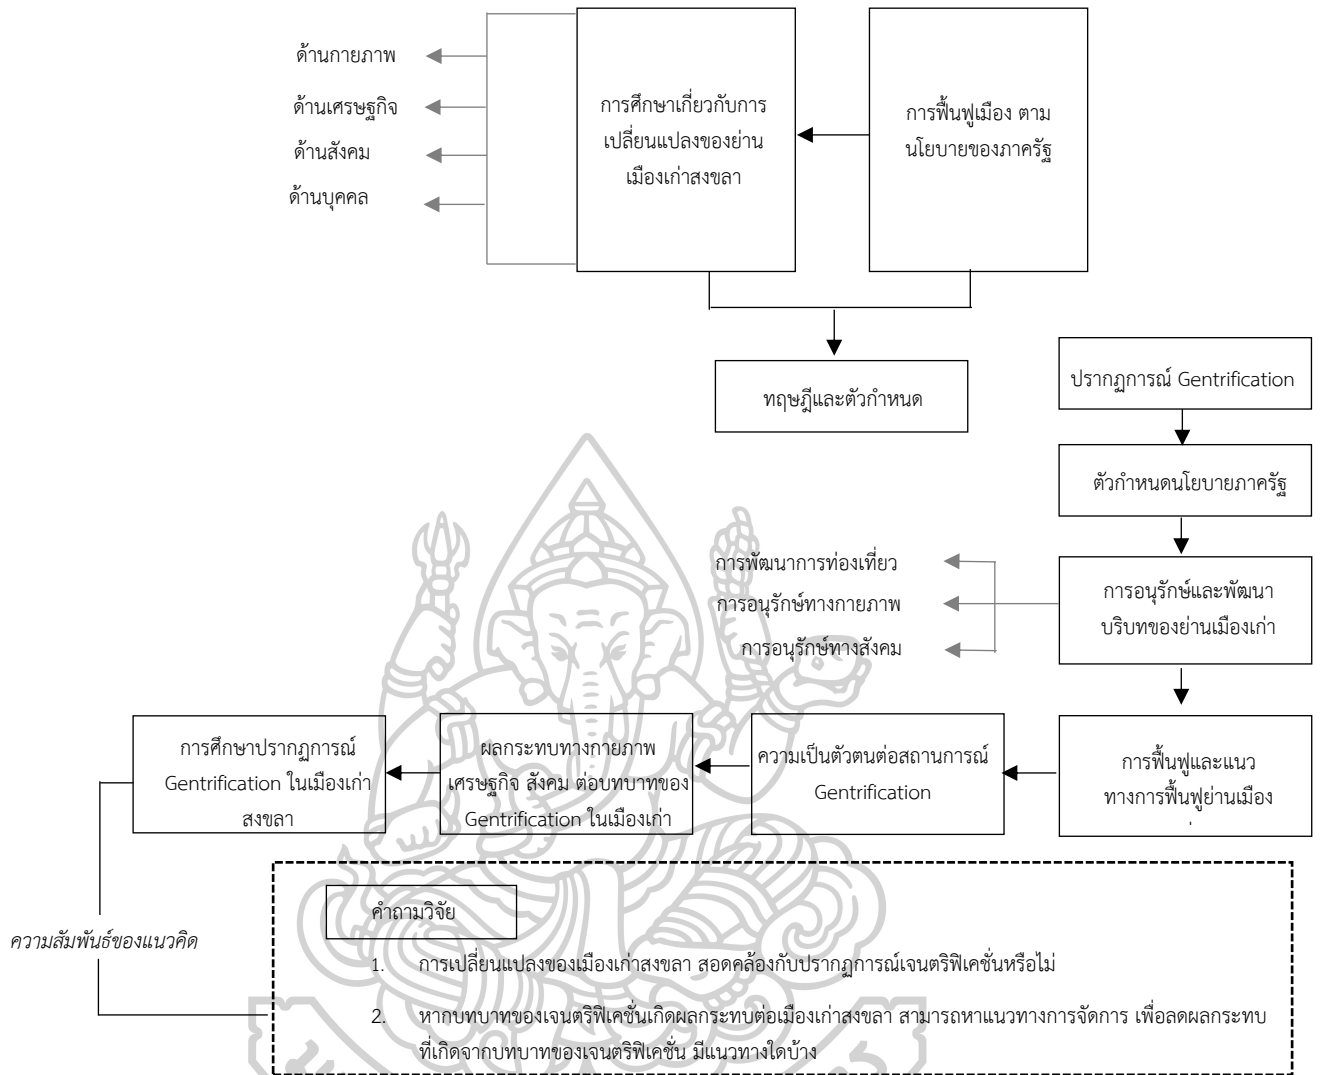 ด้านกายภาพ
ด้านเศรษฐกิจ
ด้านสังคม
ด้านบุคคล
การศึกษาเกี่ยวกับการ
เปลี่ยนแปลงของย่าน
เมืองเก่าสงขลา
การฟื้นฟูเมือง ตาม
นโยบายของภาครัฐ
ทฤษฎีและตัวกำหนด
ปรากฏการณ์ Gentrification
ตัวกำหนดนโยบายภาครัฐ
การอนุรักษ์และพัฒนา
บริบทของย่านเมืองเก่า
การพัฒนาการท่องเที่ยว
การอนุรักษ์ทางกายภาพ
การอนุรักษ์ทางสังคม
การฟื้นฟูและแนว
ทางการฟื้นฟูย่านเมือง
ความเป็นตัวตนต่อสถานการณ์
Gentrification
ผลกระทบทางกายภาพ
เศรษฐกิจ สังคม ต่อบทบาทของ
Gentrification ในเมืองเก่า
การศึกษาปรากฏการณ์
Gentrification ในเมืองเก่า
สงขลา
ความสัมพันธ์ของแนวคิด
คำถามวิจัย
1. การเปลี่ยนแปลงของเมืองเก่าสงขลา สอดคล้องกับปรากฏการณ์เจนตริฟิเคชั่นหรือไม่
2. หากบทบาทของเจนตริฟิเคชั่นเกิดผลกระทบต่อเมืองเก่าสงขลา สามารถหาแนวทางการจัดการ เพื่อลดผลกระทบ
ที่เกิดจากบทบาทของเจนตริฟิเคชั่น มีแนวทางใดบ้าง